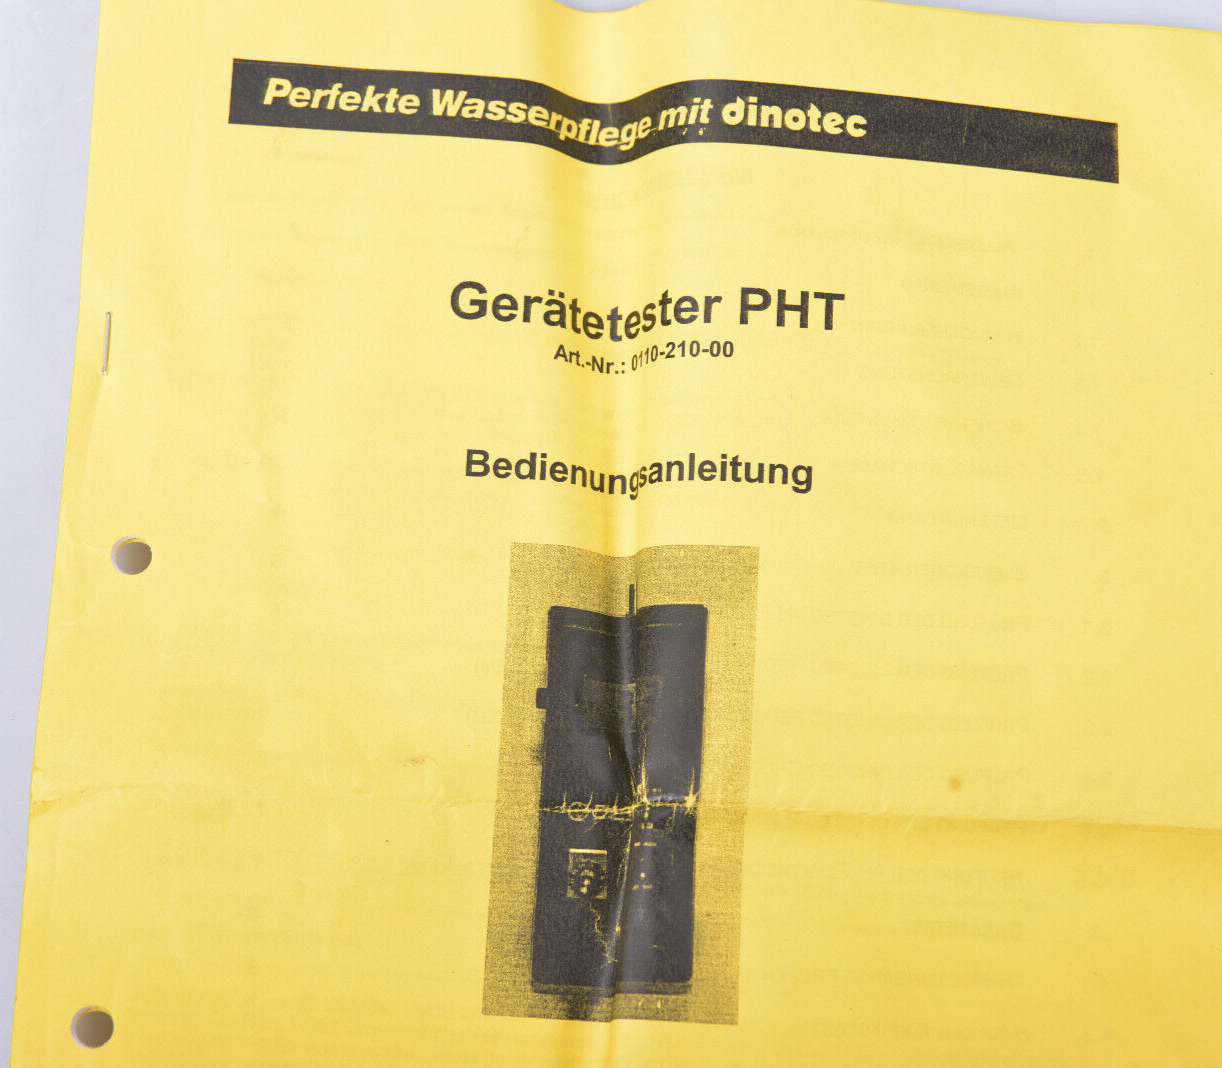 Perfekte Wasserpflege mit dinotec
Gerätetester PHT
Art.-Nr.: 0110-210-00
Bedienungsanleitung